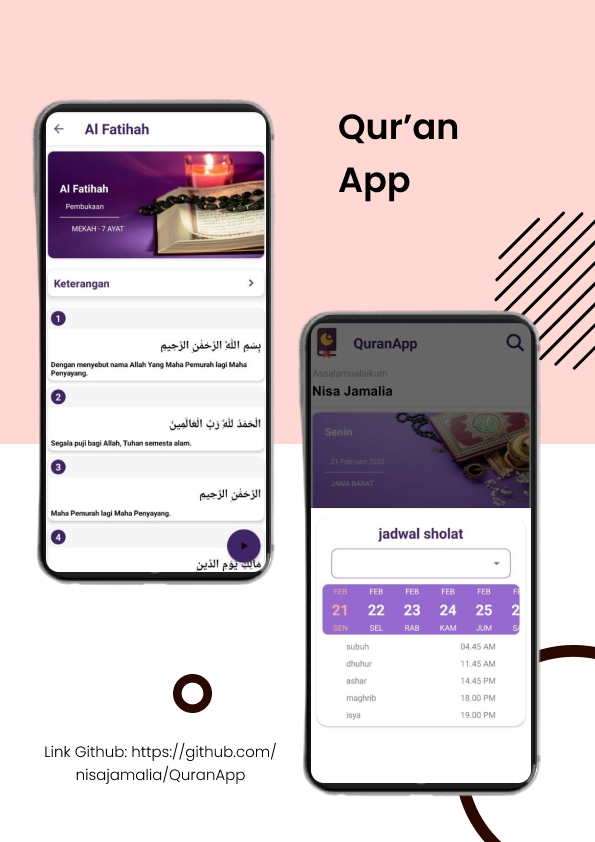 Qur'an
App
Al Fatihah
Al Fatihah
Pembukaan
MEKAH - 7 AYAT
Keterangan
1
بِسْمِ اللّٰهِ الرَّحْمٰنِ الرَّحِيْمِ
Dengan menyebut nama Allah Yang Maha Pemurah lagi Maha
Penyayang.
2
الْحَمْدُ لِلّٰهِ رَبِّ الْعَالَمِيْنَ
Segala puji bagi Allah, Tuhan semesta alam.
3
الرَّحْمٰنِ الرَّحِيْمِ
Maha Pemurah lagi Maha Penyayang.
4
مَالِكِ يَوْمِ الدِّيْنِ
QuranApp
Assalamualaikum
Nisa Jamalia
Senin
21 Februari 2022
JAWA BARAT
jadwal sholat
FEB FEB FEB FEB FEB F
21 22 23 24 25 2
SEN SEL RAB KAM JUM SA
subuh 04.45 AM
dhuhur 11.45 AM
ashar 14.45 PM
maghrib 18.00 PM
isya 19.00 PM
Link Github: https://github.com/
nisajamalia/QuranApp